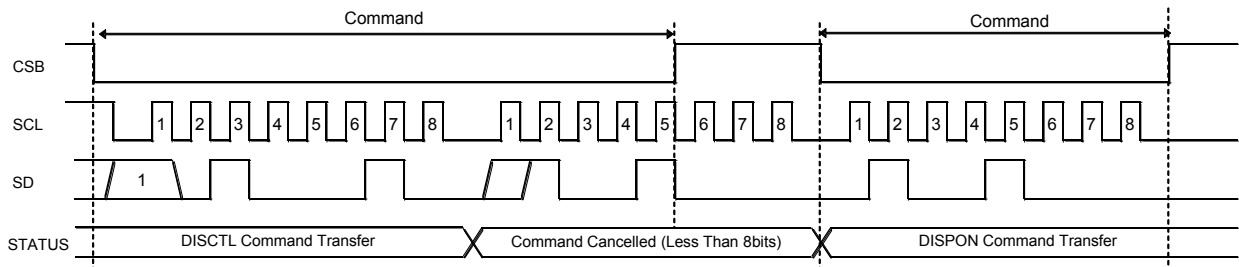 Command Command
CSB
SCL 1 2 3 4 5 6 7 8 1 2 3 4 5 6 7 8 1 2 3 4 5 6 7 8
SD 1
STATUS DISCTL Command Transfer Command Cancelled (Less Than 8bits) DISPON Command Transfer